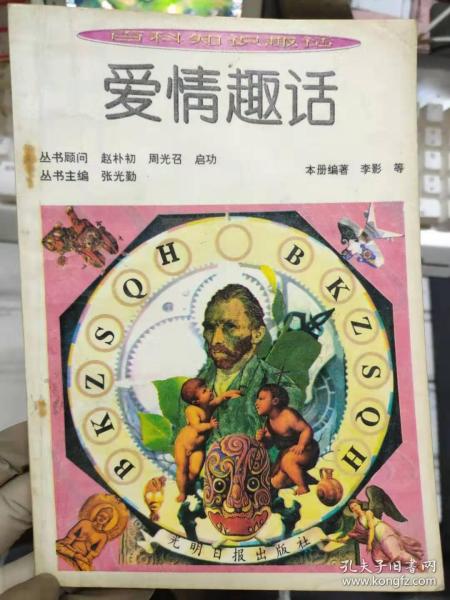 百科知识趣话
爱情趣话
丛书顾问 赵朴初 周光召 启功
丛书主编 张光勤
本册编著 李影 等
B K Z S Q H
B K Z S Q H
光明日报出版社
孔夫子旧书网
www.kongfz.com